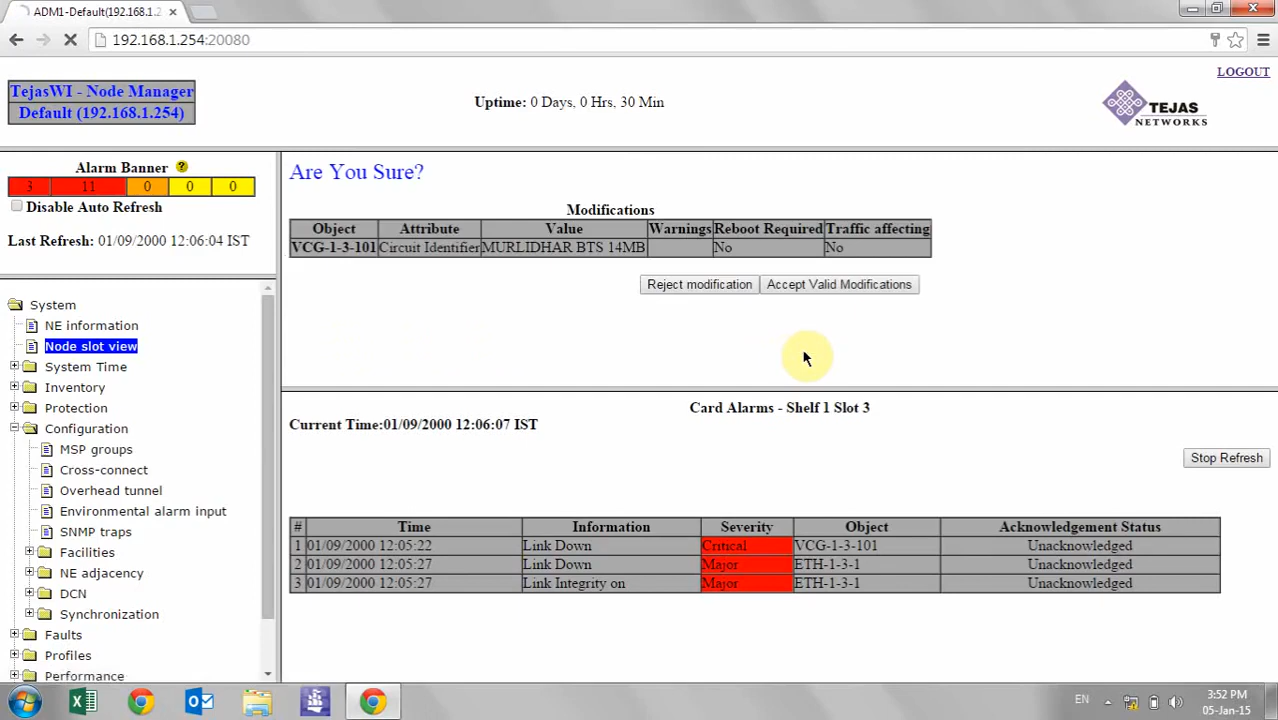 ADM1-Default(192.168.1.2
192.168.1.254:20080
LOGOUT
TejasWI - Node Manager
Default (192.168.1.254)
Uptime: 0 Days, 0 Hrs, 30 Min
TEJAS
NETWORKS
Alarm Banner ?
3 11 0 0 0
Disable Auto Refresh
Last Refresh: 01/09/2000 12:06:04 IST
System
NE information
Node slot view
System Time
Inventory
Protection
Configuration
MSP groups
Cross-connect
Overhead tunnel
Environmental alarm input
SNMP traps
Facilities
NE adjacency
DCN
Synchronization
Faults
Profiles
Performance
Are You Sure?
Modifications
Object Attribute Value Warnings Reboot Required Traffic affecting
VCG-1-3-101 Circuit Identifier MURLIDHAR BTS 14MB No No
Reject modification Accept Valid Modifications
Card Alarms - Shelf 1 Slot 3
Current Time:01/09/2000 12:06:07 IST
Stop Refresh
# Time Information Severity Object Acknowledgement Status
1 01/09/2000 12:05:22 Link Down Critical VCG-1-3-101 Unacknowledged
2 01/09/2000 12:05:27 Link Down Major ETH-1-3-1 Unacknowledged
3 01/09/2000 12:05:27 Link Integrity on Major ETH-1-3-1 Unacknowledged
EN
3:52 PM
05-Jan-15